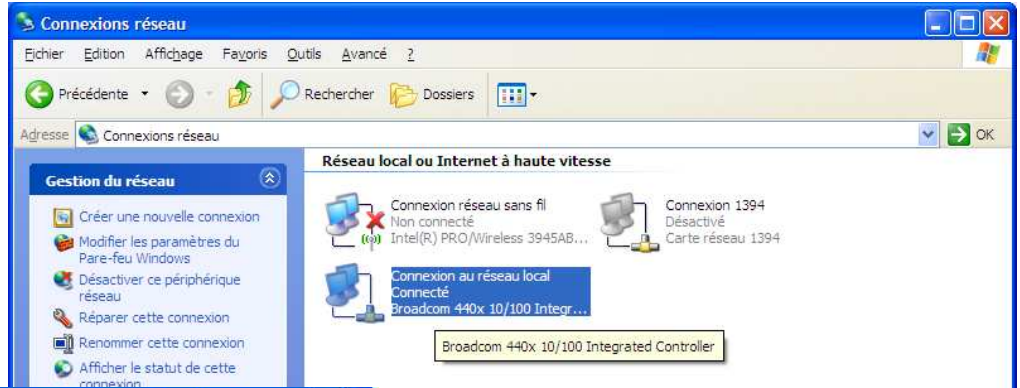 Connexions réseau
Fichier Edition Affichage Favoris Outils Avancé ?
Précédente Rechercher Dossiers
Adresse Connexions réseau OK
Gestion du réseau
Créer une nouvelle connexion
Modifier les paramètres du
Pare-feu Windows
Désactiver ce périphérique
réseau
Réparer cette connexion
Renommer cette connexion
Afficher le statut de cette
connexion
Réseau local ou Internet à haute vitesse
Connexion réseau sans fil
Non connecté
Intel(R) PRO/Wireless 3945AB...
Connexion 1394
Désactivé
Carte réseau 1394
Connexion au réseau local
Connecté
Broadcom 440x 10/100 Integr...
Broadcom 440x 10/100 Integrated Controller